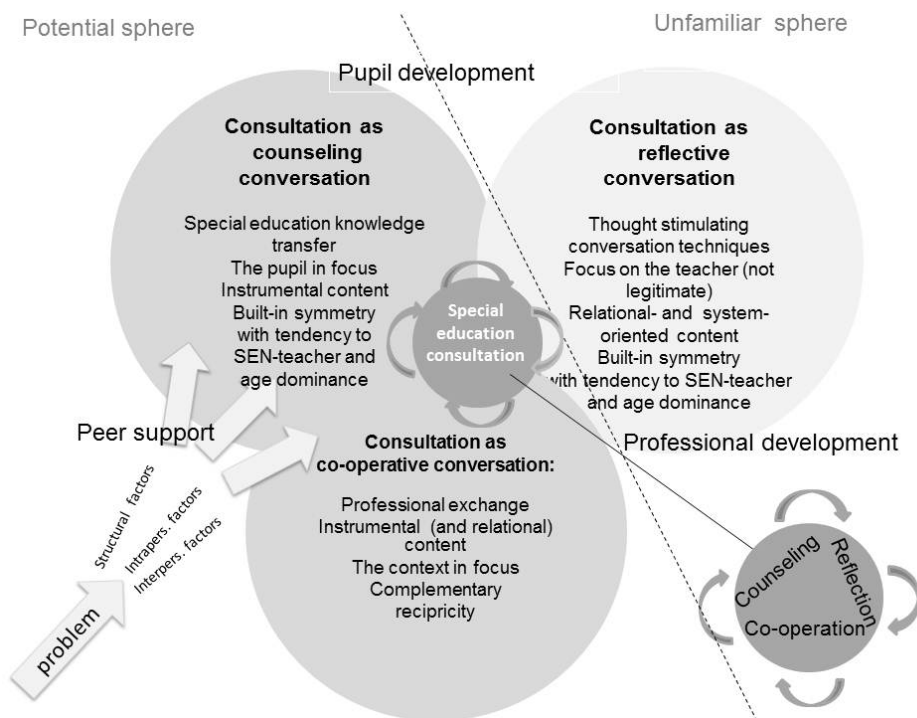 Potential sphere
Unfamiliar sphere
Pupil development
Consultation as
counseling
conversation
Special education knowledge
transfer
The pupil in focus
Instrumental content
Built-in symmetry
with tendency to
SEN-teacher and
age dominance
Consultation as
reflective
conversation
Thought stimulating
conversation techniques
Focus on the teacher (not
legitimate)
Relational- and system-
oriented content
Built-in symmetry
with tendency to SEN-teacher
and age dominance
Special
education
consultation
Peer support
Professional development
Consultation as
co-operative conversation:
Professional exchange
Instrumental (and relational)
content
The context in focus
Complementary
recipricity
Structural factors
Intrapers. factors
Interpers. factors
problem
Counseling
Reflection
Co-operation